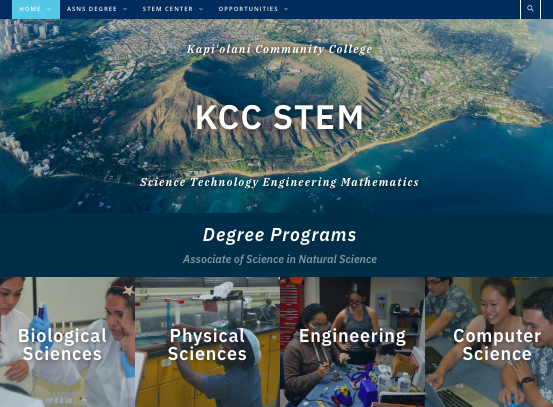 HOME ASNS DEGREE STEM CENTER OPPORTUNITIES
Kapi'olani Community College
KCC STEM
Science Technology Engineering Mathematics
Degree Programs
Associate of Science in Natural Science
Biological
Sciences
Physical
Sciences
Engineering
Computer
Science